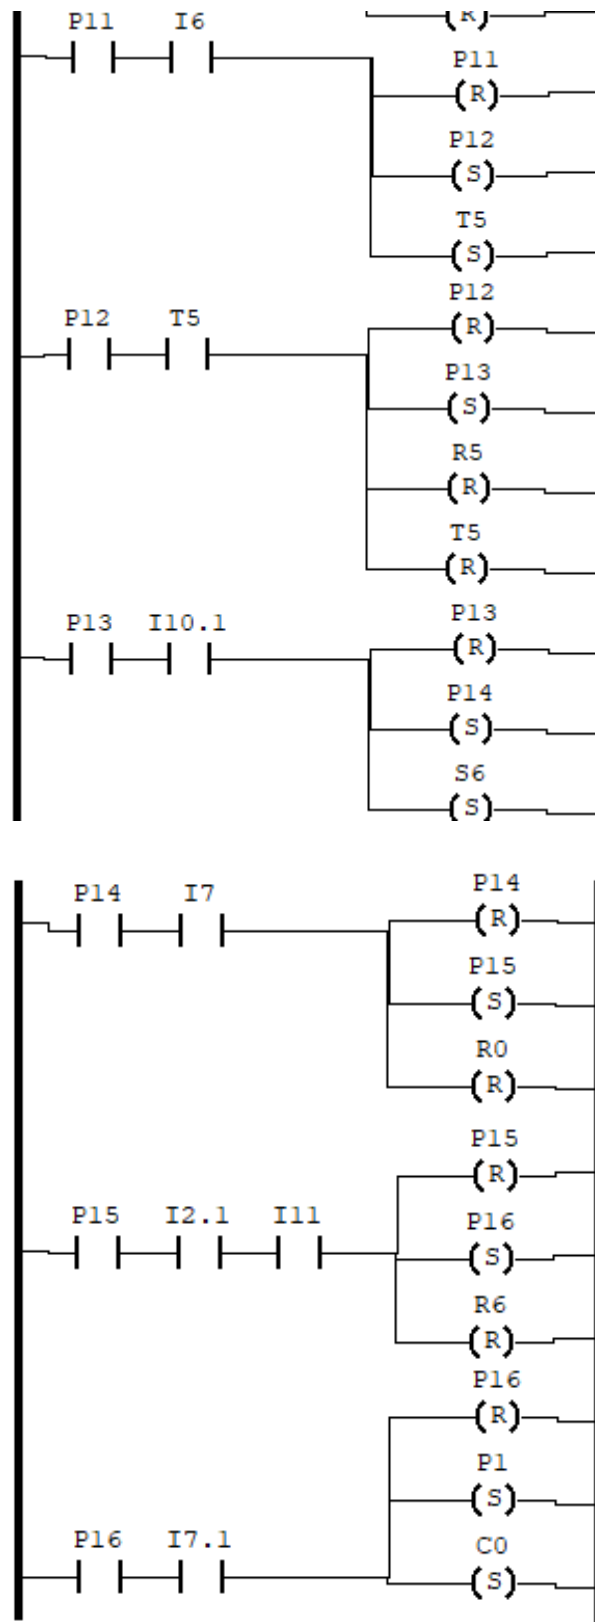 (R)
P11 I6
P11
(R)
P12
(S)
T5
(S)
P12 T5
P12
(R)
P13
(S)
R5
(R)
T5
(R)
P13 I10.1
P13
(R)
P14
(S)
S6
(S)
P14 I7
P14
(R)
P15
(S)
R0
(R)
P15 I2.1 I11
P15
(R)
P16
(S)
R6
(R)
P16 I7.1
P16
(R)
P1
(S)
C0
(S)